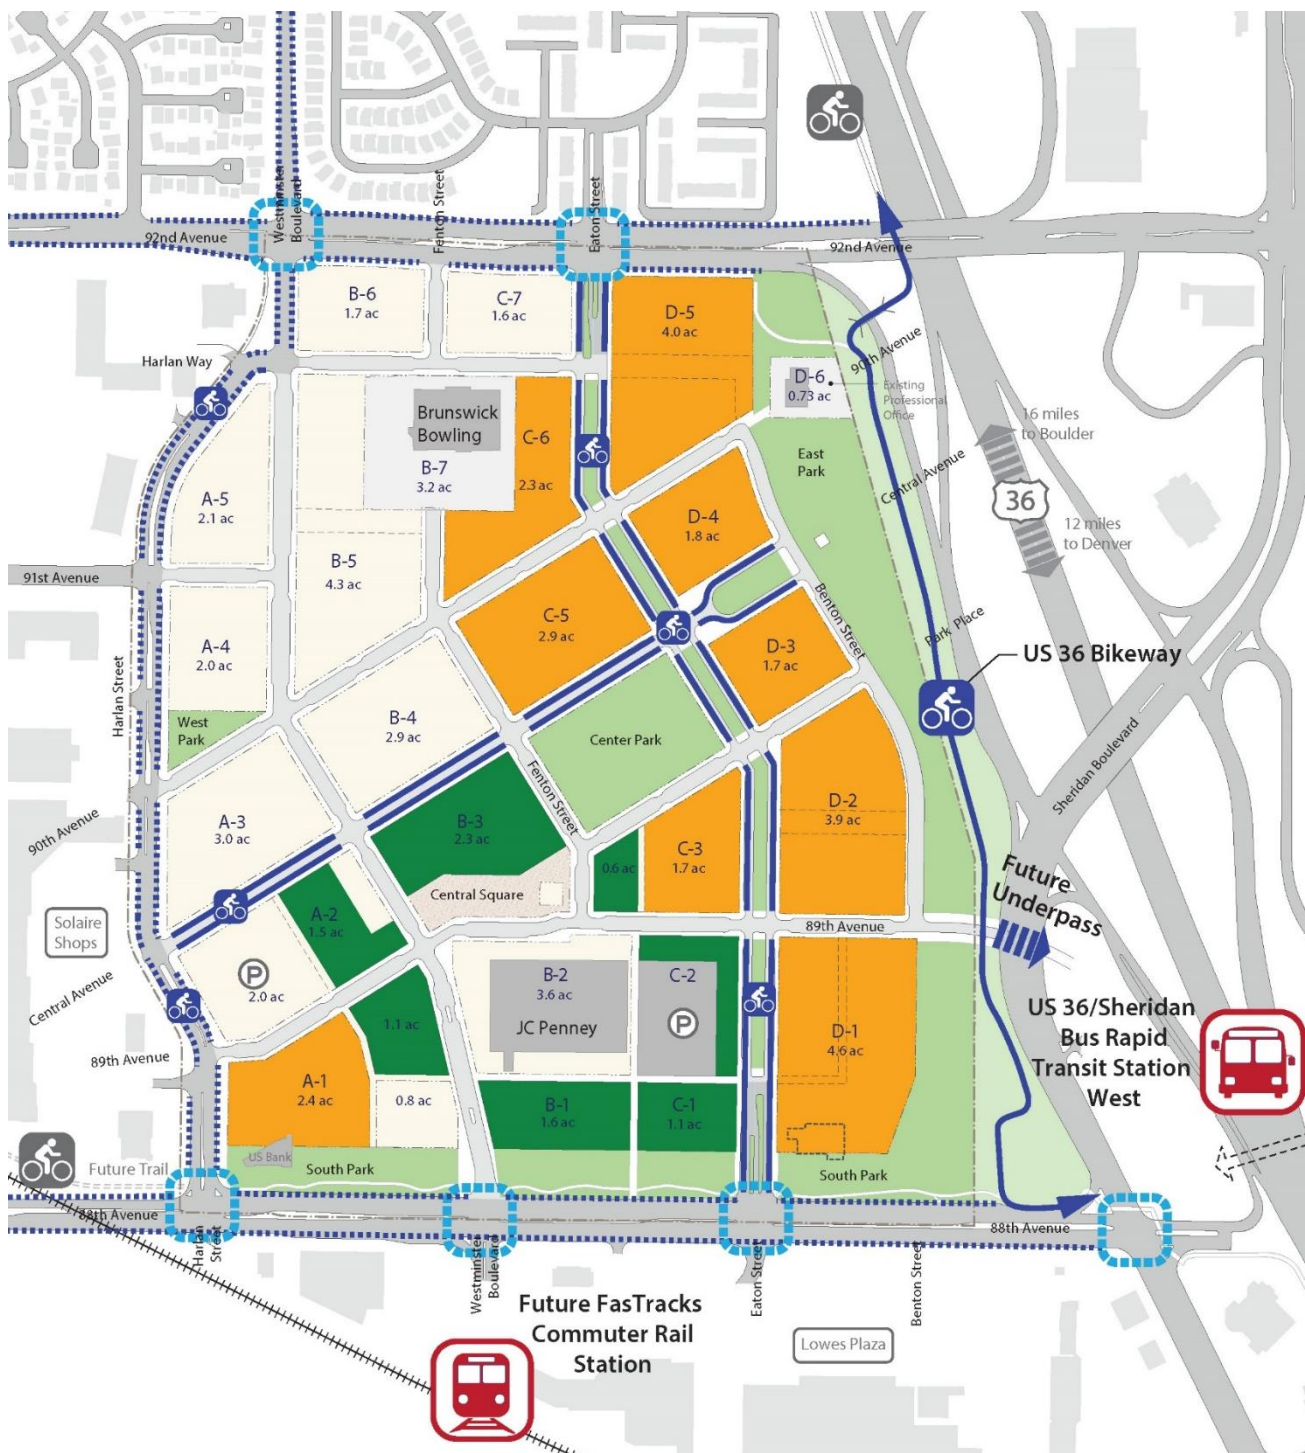 Westminster
Boulevard
Fenton Street
Eaton Street
92nd Avenue
92nd Avenue
B-6
1.7 ac
C-7
1.6 ac
D-5
4.0 ac
Harlan Way
90th Avenue
D-6
0.73 ac
Existing
Professional
Office
Brunswick
Bowling
B-7
3.2 ac
C-6
2.3 ac
16 miles
to Boulder
East
Park
Central Avenue
36
A-5
2.1 ac
D-4
1.8 ac
12 miles
to Denver
B-5
4.3 ac
91st Avenue
C-5
2.9 ac
Benton Street
Park Place
A-4
2.0 ac
D-3
1.7 ac
US 36 Bikeway
Harlan Street
West
Park
B-4
2.9 ac
Center Park
Sheridan Boulevard
Fenton Street
A-3
3.0 ac
B-3
2.3 ac
D-2
3.9 ac
90th Avenue
C-3
1.7 ac
0.6 ac
Future
Underpass
Central Square
Solaire
Shops
A-2
1.5 ac
89th Avenue
P
2.0 ac
B-2
3.6 ac
JC Penney
C-2
P
Central Avenue
US 36/Sheridan
Bus Rapid
Transit Station
West
1.1 ac
D-1
4.6 ac
89th Avenue
A-1
2.4 ac
0.8 ac
B-1
1.6 ac
C-1
1.1 ac
US Bank
Future Trail
South Park
South Park
88th Avenue
88th Avenue
Harlan
Street
Westminster
Boulevard
Eaton Street
Benton Street
Future FasTracks
Commuter Rail
Station
Lowes Plaza